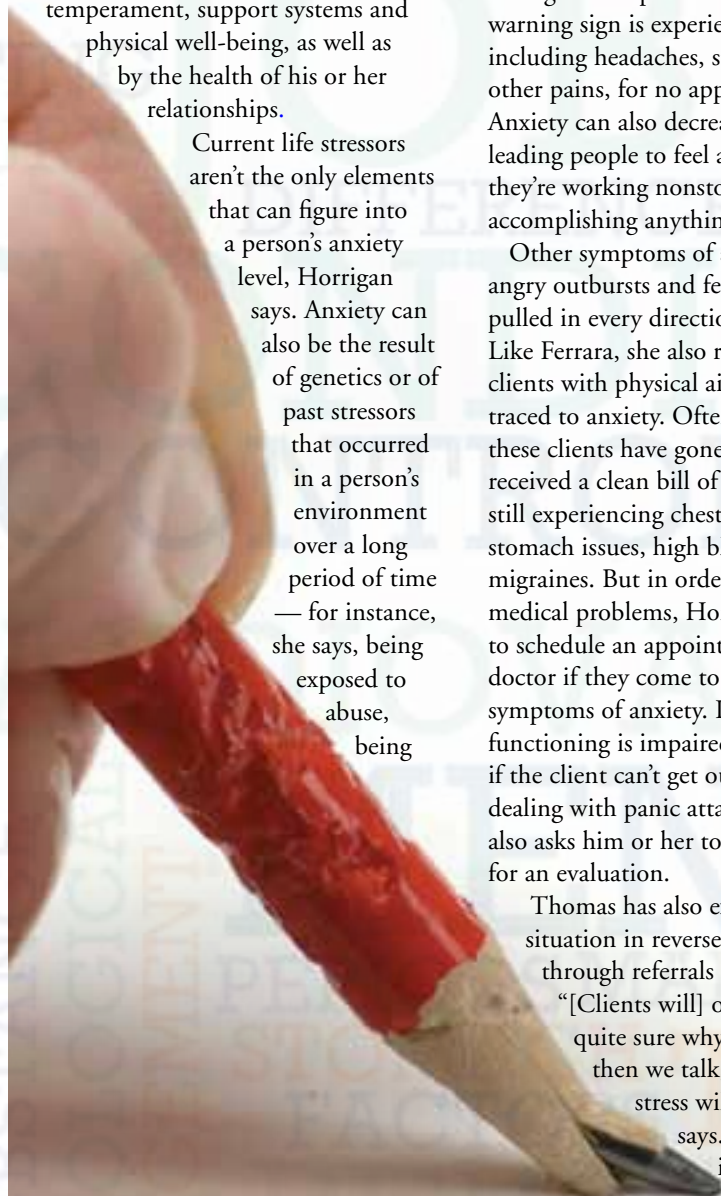 temperament, support systems and
physical well-being, as well as
by the health of his or her
relationships.
Current life stressors
aren't the only elements
that can figure into
a person's anxiety
level, Horrigan
says. Anxiety can
also be the result
of genetics or of
past stressors
that occurred
in a person's
environment
over a long
period of time
— for instance,
she says, being
exposed to
abuse,
being
warning sign is experie
including headaches, s
other pains, for no app
Anxiety can also decrea
leading people to feel a
they're working nonsto
accomplishing anythin
Other symptoms of
angry outbursts and fe
pulled in every directio
Like Ferrara, she also r
clients with physical ai
traced to anxiety. Ofte
these clients have gone
received a clean bill of
still experiencing chest
stomach issues, high bl
migraines. But in orde
medical problems, Ho
to schedule an appoint
doctor if they come to
symptoms of anxiety. I
functioning is impaired
if the client can't get ou
dealing with panic atta
also asks him or her to
for an evaluation.
Thomas has also e
situation in reverse
through referrals
"[Clients will] o
quite sure why
then we talk
stress wi
says.
i